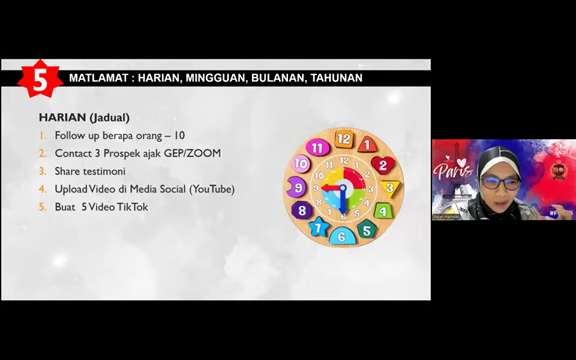 5
MATLAMAT : HARIAN, MINGGUAN, BULANAN, TAHUNAN
HARIAN (Jadual)
1. Follow up berapa orang – 10
2. Contact 3 Prospek ajak GEP/ZOOM
3. Share testimoni
4. Upload Video di Media Social (YouTube)
5. Buat 5 Video TikTok
12
1
2
3
4
5
6
7
8
9
10
11
Paris